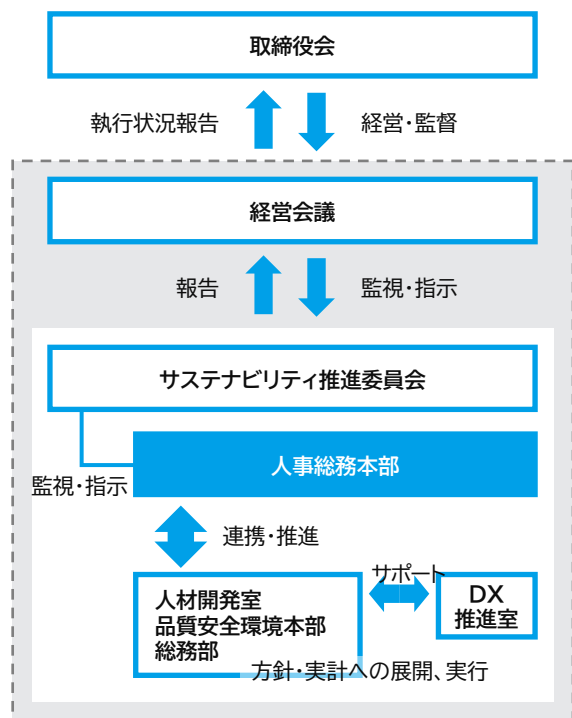 取締役会
執行状況報告
経営・監督
経営会議
報告
監視・指示
サステナビリティ推進委員会
人事総務本部
監視・指示
連携・推進
サポート
人材開発室
品質安全環境本部
総務部
DX
推進室
方針・実計への展開、実行